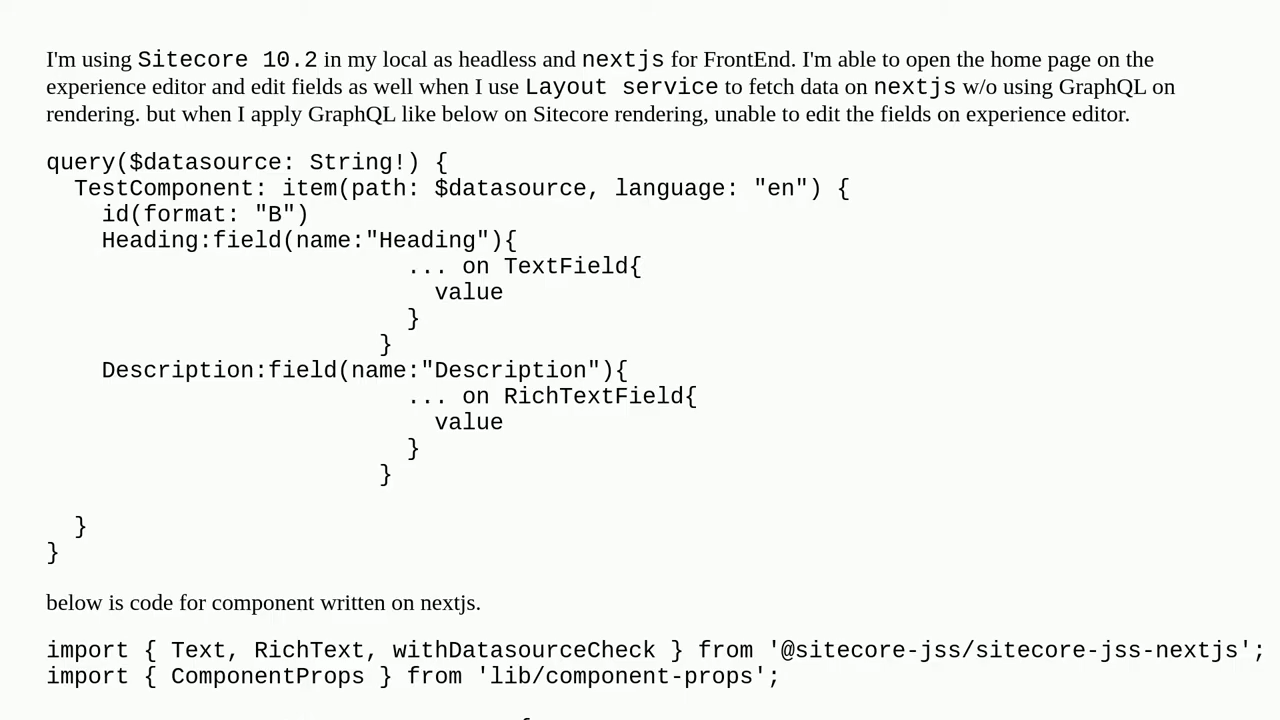 I'm using Sitecore 10.2 in my local as headless and nextjs for FrontEnd. I'm able to open the home page on the
experience editor and edit fields as well when I use Layout service to fetch data on nextjs w/o using GraphQL on
rendering. but when I apply GraphQL like below on Sitecore rendering, unable to edit the fields on experience editor.
query($datasource: String!) {
  TestComponent: item(path: $datasource, language: "en") {
    id(format: "B")
    Heading:field(name:"Heading"){
                          ... on TextField{
                            value
                          }
                        }
    Description:field(name:"Description"){
                          ... on RichTextField{
                            value
                          }
                        }
  }
}
below is code for component written on nextjs.
import { Text, RichText, withDatasourceCheck } from '@sitecore-jss/sitecore-jss-nextjs';
import { ComponentProps } from 'lib/component-props';